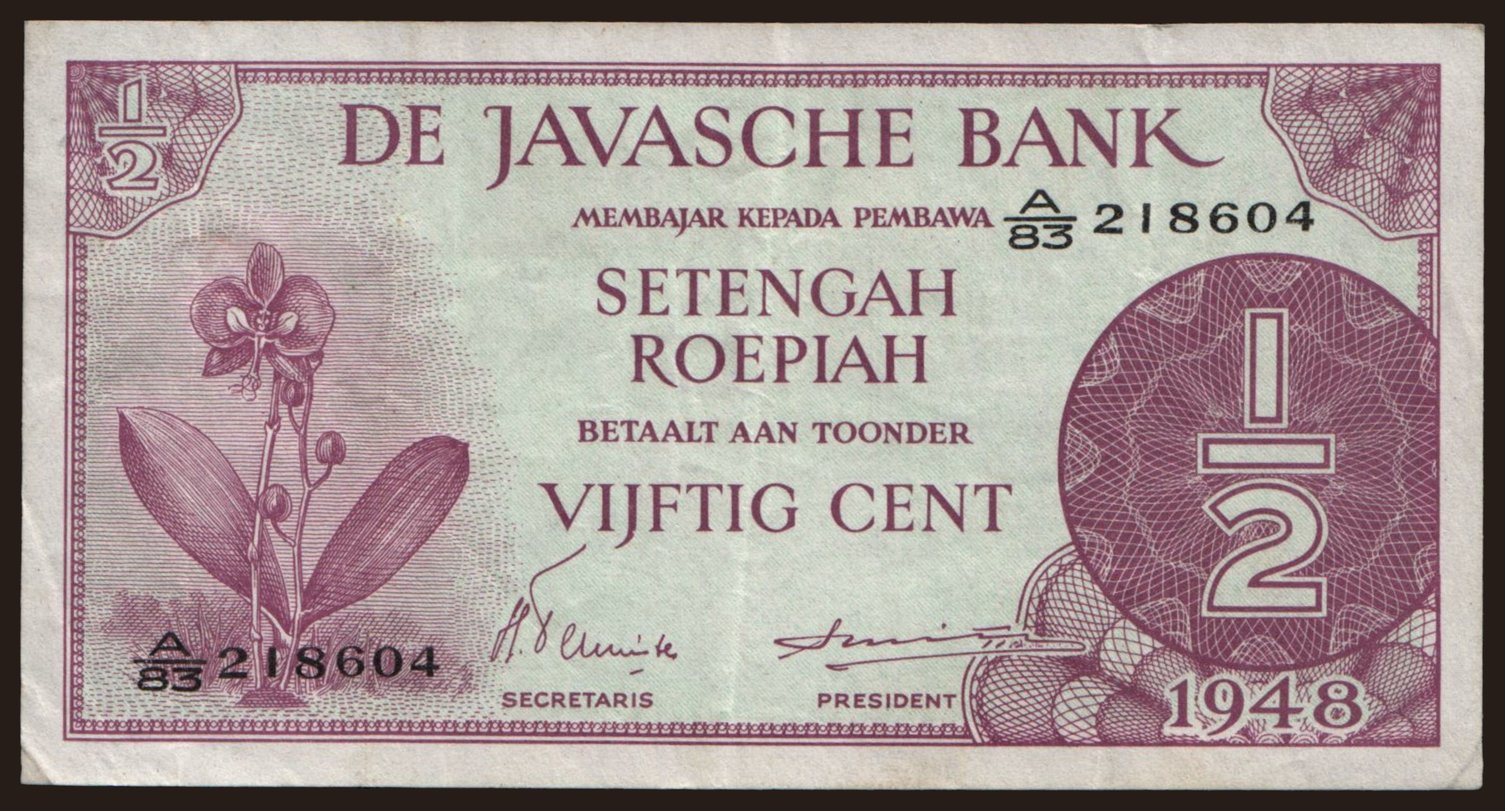 1/2
DE JAVASCHE BANK
MEMBAJAR KEPADA PEMBAWA A/83 218604
SETENGAH
ROEPIAH
BETAALT AAN TOONDER
VIJFTIG CENT
1/2
A/83 218604
SECRETARIS PRESIDENT
1948